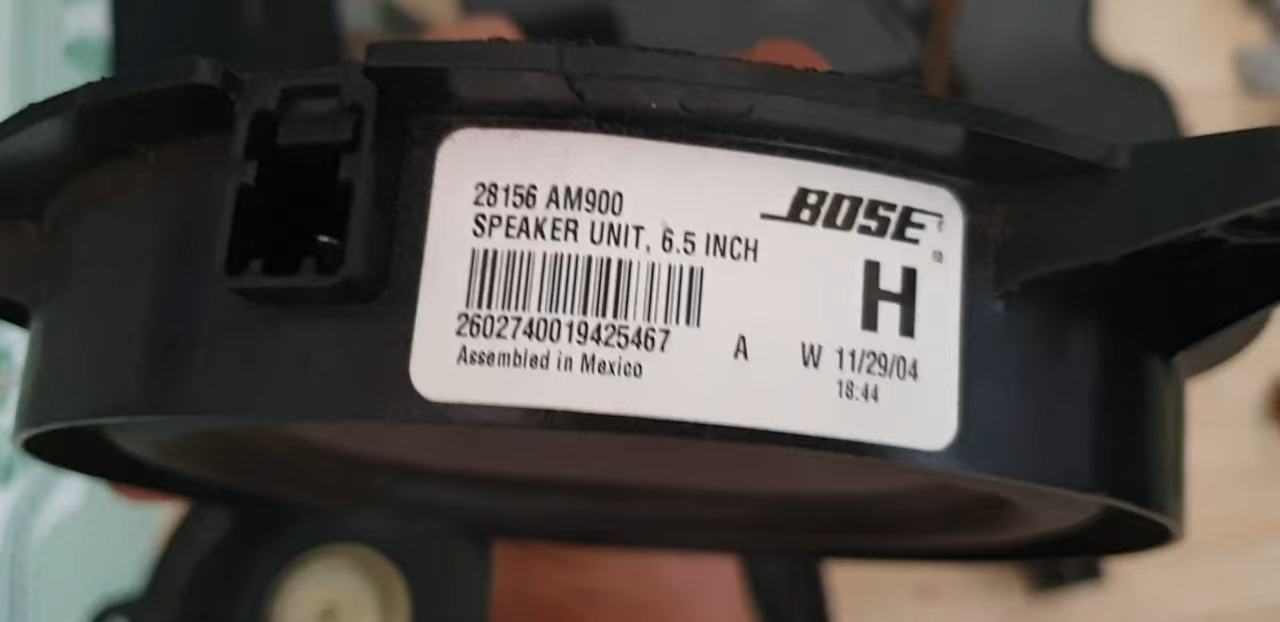 28156 AM900
SPEAKER UNIT, 6.5 INCH
BOSE
®
H
2602740019425467
Assembled in Mexico
A
W 11/29/04
18:44